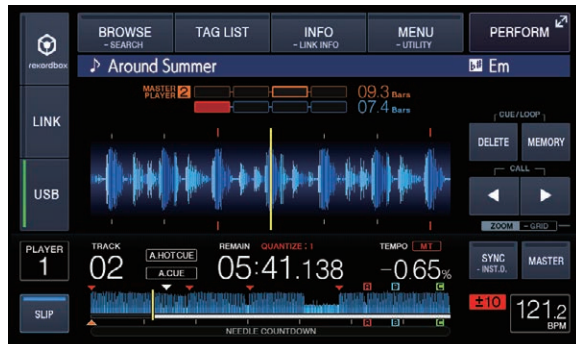 BROWSE
- SEARCH
TAG LIST
INFO
- LINK INFO
MENU
- UTILITY
PERFORM
rekordbox
♪ Around Summer
Em
MASTER
PLAYER 2
09.3 Bars
07.4 Bars
LINK
CUE/LOOP
DELETE
MEMORY
CALL
USB
ZOOM
- GRID
PLAYER
1
TRACK
02
A.HOT CUE
A.CUE
REMAIN
QUANTIZE : 1
05:41.138
TEMPO
MT
-0.65%
SYNC
- INST.D.
MASTER
A
B
C
±10
121.2
BPM
SLIP
A
B
C
NEEDLE COUNTDOWN